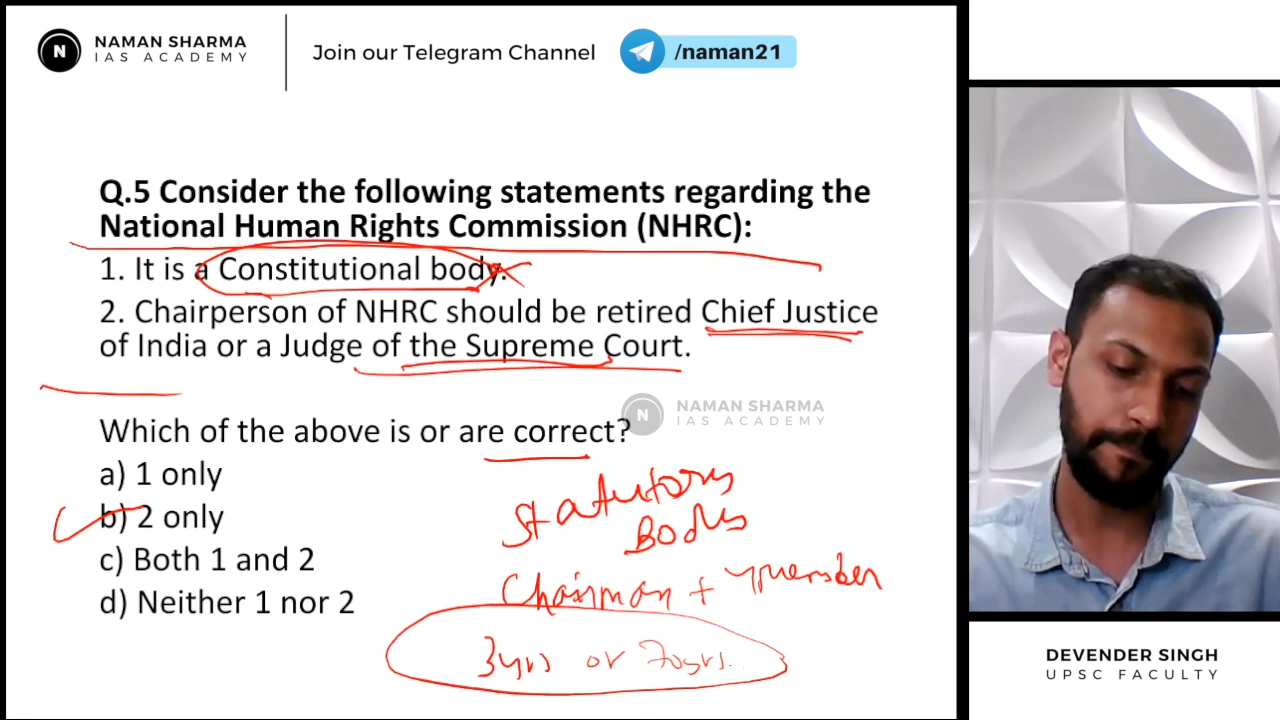 NAMAN SHARMA
IAS ACADEMY
Join our Telegram Channel
/naman21
Q.5 Consider the following statements regarding the
National Human Rights Commission (NHRC):
1. It is a Constitutional body.
2. Chairperson of NHRC should be retired Chief Justice
of India or a Judge of the Supreme Court.
NAMAN SHARMA
IAS ACADEMY
Which of the above is or are correct?
a) 1 only
b) 2 only
c) Both 1 and 2
d) Neither 1 nor 2
Statutory
Bodies
Chairman +
3yrs or 70yrs.
DEVENDER SINGH
UPSC FACULTY